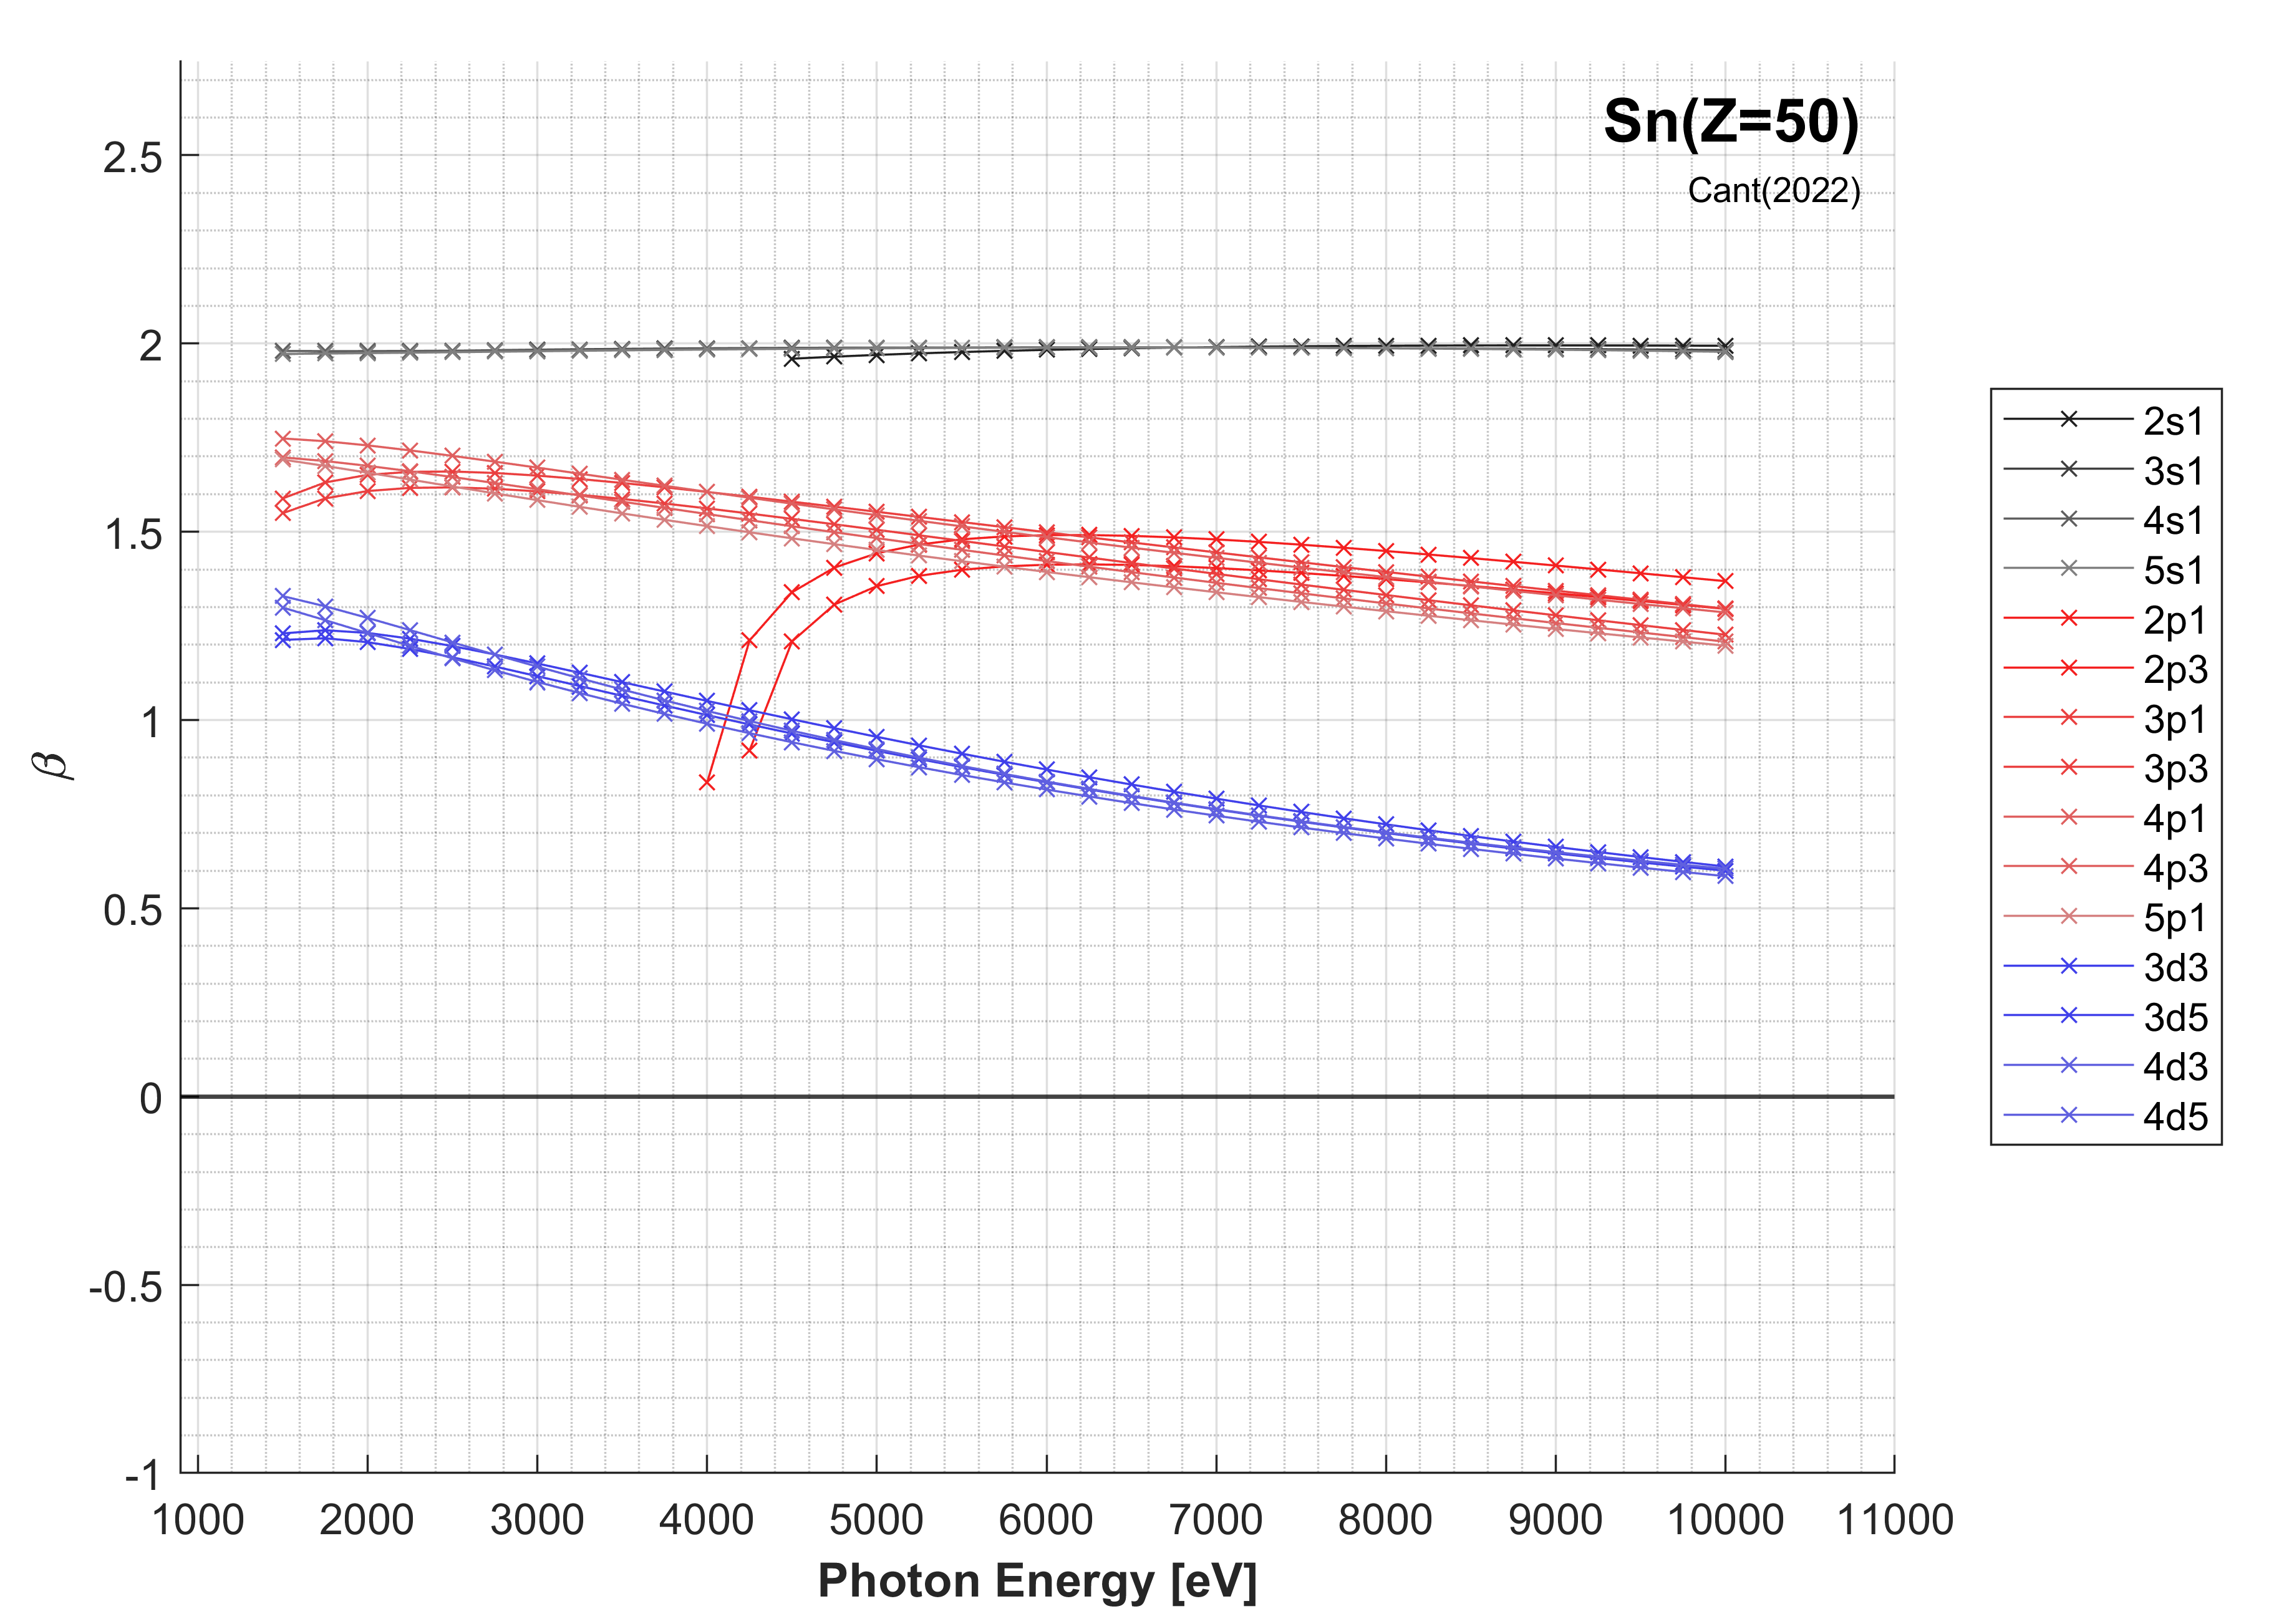 Sn(Z=50)
Cant(2022)
2.5
2
1.5
1
0.5
0
-0.5
-1
β
1000 2000 3000 4000 5000 6000 7000 8000 9000 10000 11000
Photon Energy [eV]
2s1
3s1
4s1
5s1
2p1
2p3
3p1
3p3
4p1
4p3
5p1
3d3
3d5
4d3
4d5